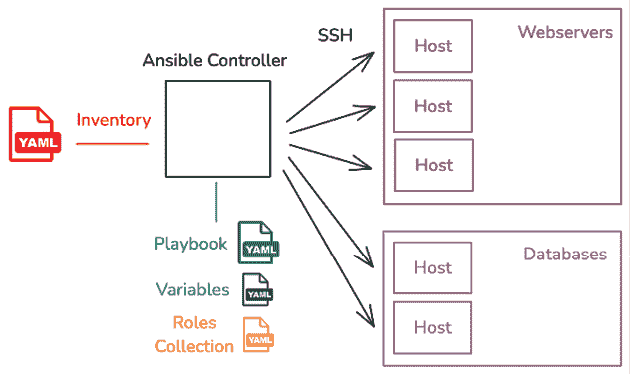 SSH
Webservers
Host
Ansible Controller
Host
Inventory
YAML
Host
Playbook
YAML
Databases
Host
Variables
YAML
Roles
Collection
YAML
Host